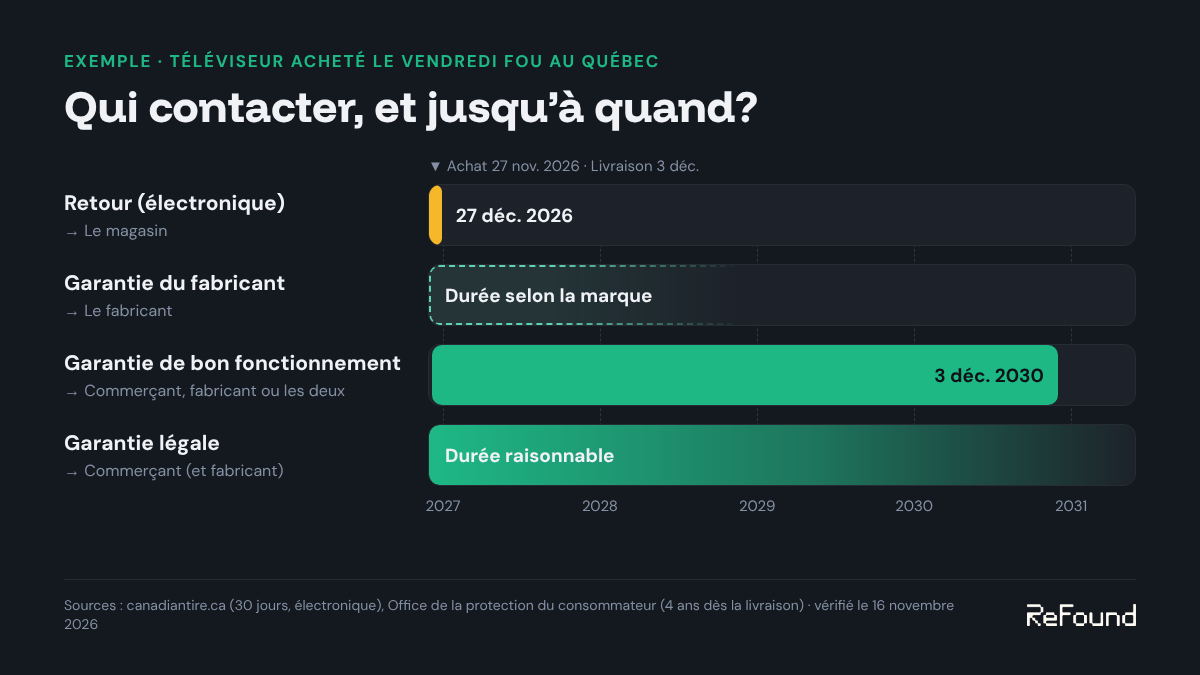 EXEMPLE · TÉLÉVISEUR ACHETÉ LE VENDREDI FOU AU QUÉBEC
Qui contacter, et jusqu’à quand?
▼ Achat 27 nov. 2026 · Livraison 3 déc.
Retour (électronique)
→ Le magasin
27 déc. 2026
Garantie du fabricant
→ Le fabricant
Durée selon la marque
Garantie de bon fonctionnement
→ Commerçant, fabricant ou les deux
3 déc. 2030
Garantie légale
→ Commerçant (et fabricant)
Durée raisonnable
2027 2028 2029 2030 2031
Sources : canadiantire.ca (30 jours, électronique), Office de la protection du consommateur (4 ans dès la livraison) · vérifié le 16 novembre
2026
ReFound